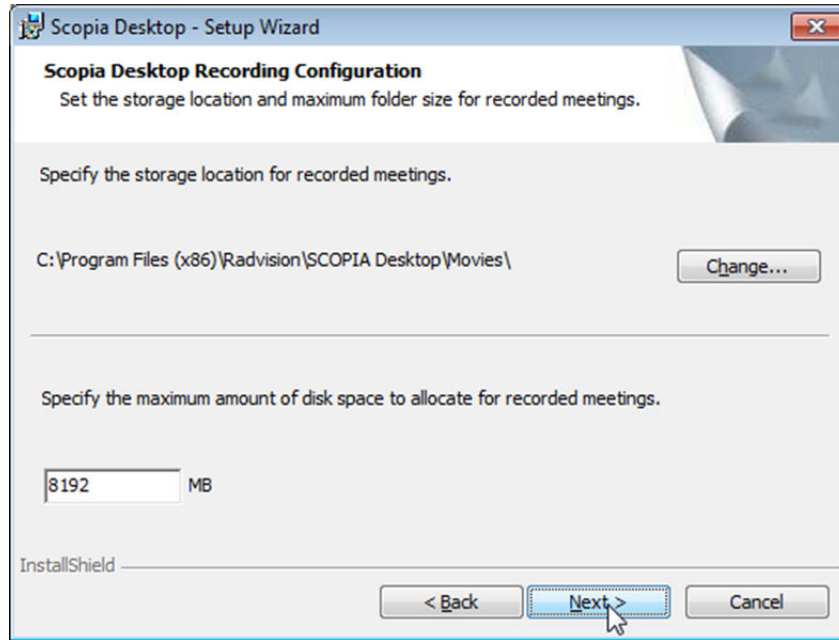 Scopia Desktop - Setup Wizard
Scopia Desktop Recording Configuration
Set the storage location and maximum folder size for recorded meetings.
Specify the storage location for recorded meetings.
C:\Program Files (x86)\Radvision\SCOPIA Desktop\Movies\
Change...
Specify the maximum amount of disk space to allocate for recorded meetings.
8192 MB
InstallShield
< Back Next > Cancel